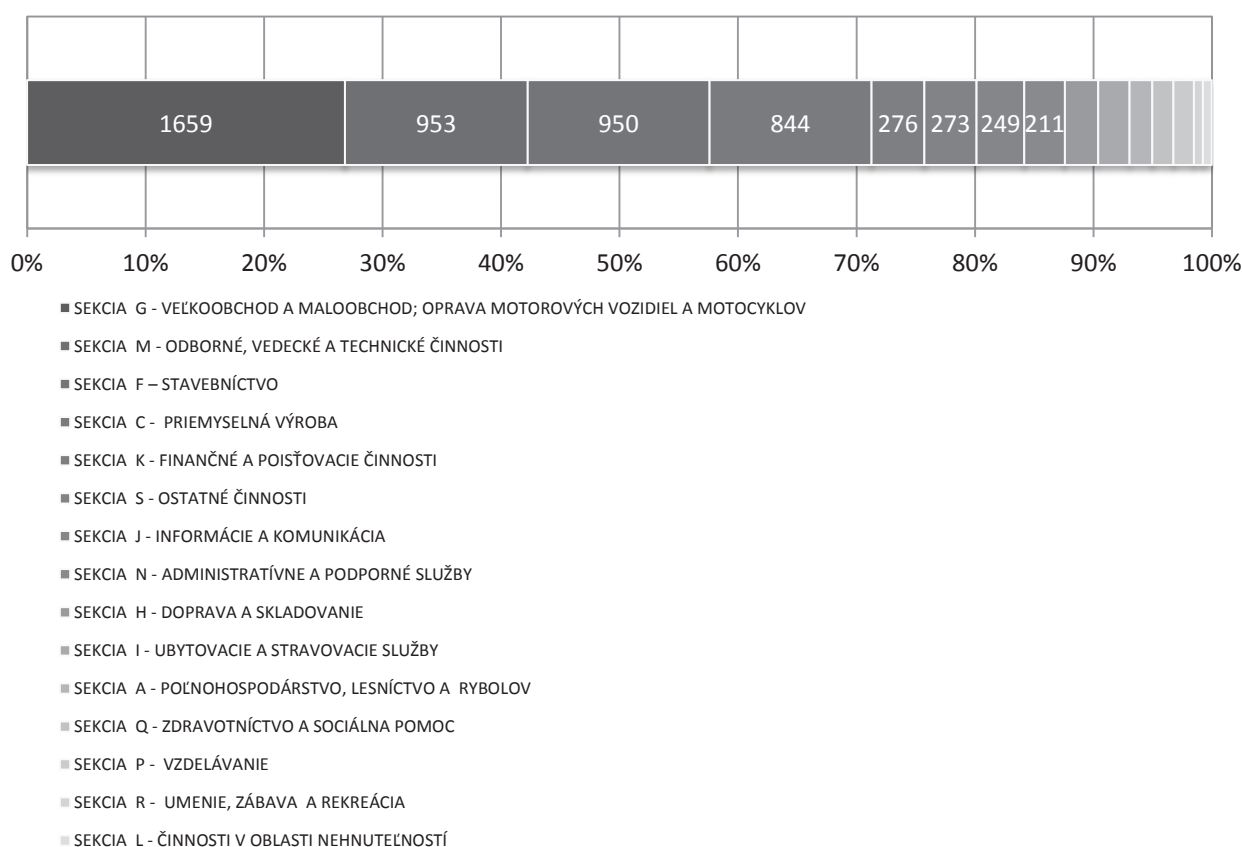 1659 953 950 844 276 273 249 211
0% 10% 20% 30% 40% 50% 60% 70% 80% 90% 100%
SEKCIA G - VEĽKOOBCHOD A MALOOBCHOD; OPRAVA MOTOROVÝCH VOZIDIEL A MOTOCYKLOV
SEKCIA M - ODBORNÉ, VEDECKÉ A TECHNICKÉ ČINNOSTI
SEKCIA F – STAVEBNÍCTVO
SEKCIA C - PRIEMYSELNÁ VÝROBA
SEKCIA K - FINANČNÉ A POISŤOVACIE ČINNOSTI
SEKCIA S - OSTATNÉ ČINNOSTI
SEKCIA J - INFORMÁCIE A KOMUNIKÁCIA
SEKCIA N - ADMINISTRATÍVNE A PODPORNÉ SLUŽBY
SEKCIA H - DOPRAVA A SKLADOVANIE
SEKCIA I - UBYTOVACIE A STRAVOVACIE SLUŽBY
SEKCIA A - POĽNOHOSPODÁRSTVO, LESNÍCTVO A RYBOLOV
SEKCIA Q - ZDRAVOTNÍCTVO A SOCIÁLNA POMOC
SEKCIA P - VZDELÁVANIE
SEKCIA R - UMENIE, ZÁBAVA A REKREÁCIA
SEKCIA L - ČINNOSTI V OBLASTI NEHNUTEĽNOSTÍ